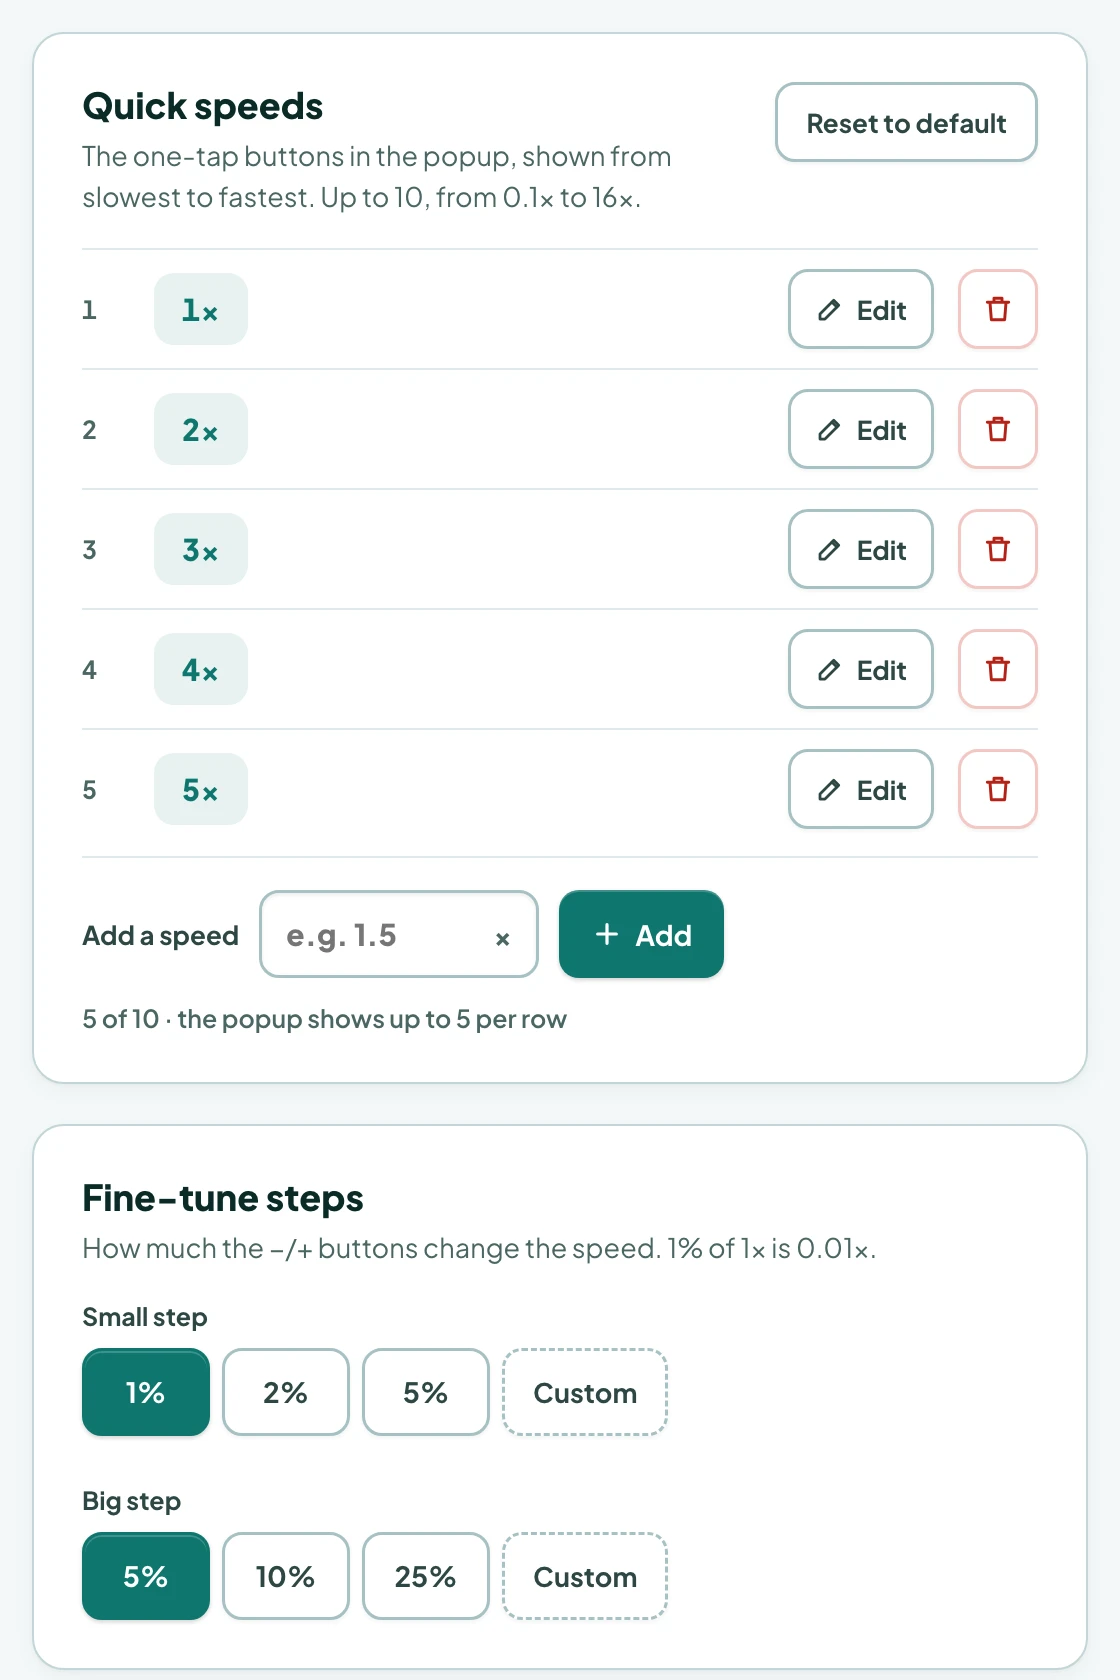 Quick speeds
Reset to default
The one-tap buttons in the popup, shown from
slowest to fastest. Up to 10, from 0.1× to 16×.
1 1× Edit
2 2× Edit
3 3× Edit
4 4× Edit
5 5× Edit
Add a speed e.g. 1.5 × + Add
5 of 10 · the popup shows up to 5 per row
Fine-tune steps
How much the −/+ buttons change the speed. 1% of 1× is 0.01×.
Small step
1% 2% 5% Custom
Big step
5% 10% 25% Custom